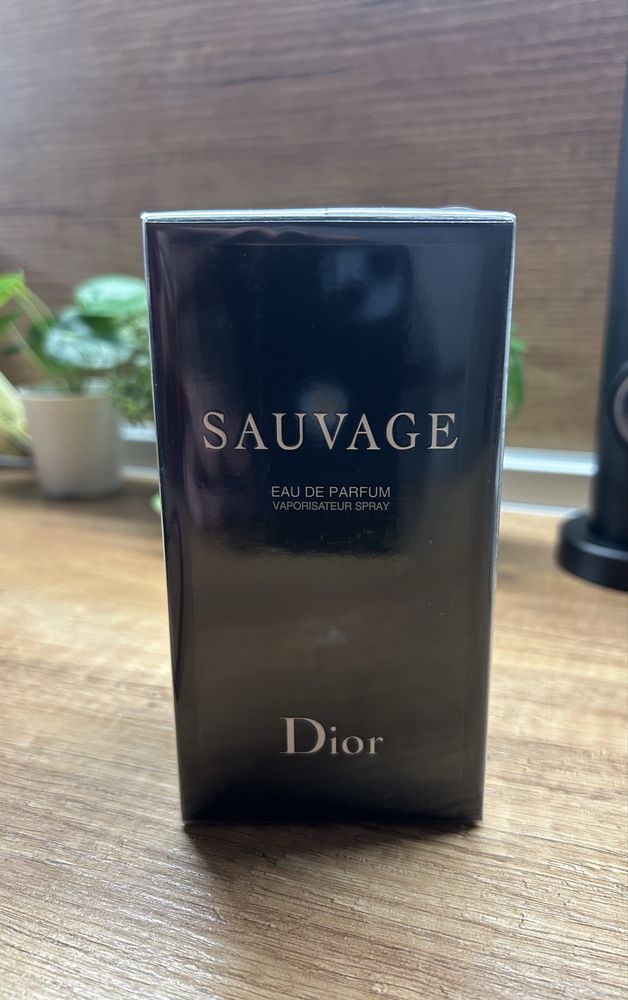 SAUVAGE
EAU DE PARFUM
VAPORISATEUR SPRAY
Dior